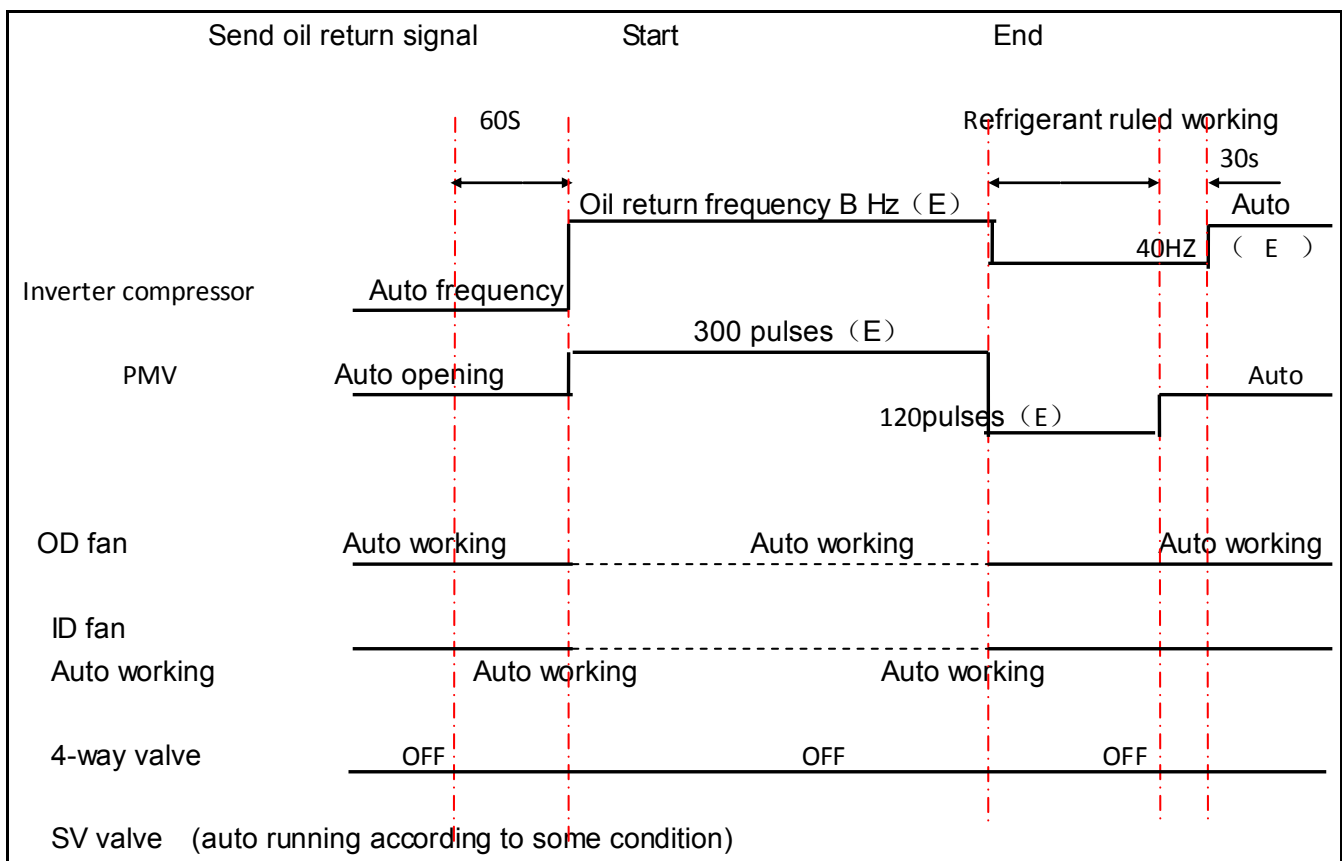 Send oil return signal Start End
60S Refrigerant ruled working
30s
Oil return frequency B Hz（E） Auto
40HZ （ E ）
Inverter compressor Auto frequency
300 pulses（E）
PMV Auto opening Auto
120pulses（E）
OD fan Auto working Auto working Auto working
ID fan
Auto working Auto working Auto working
4-way valve OFF OFF OFF
SV valve (auto running according to some condition)